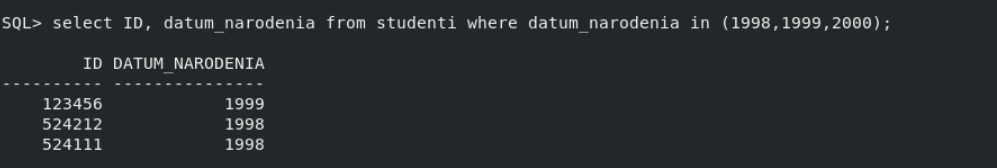 SQL> select ID, datum_narodenia from studenti where datum_narodenia in (1998,1999,2000);
        ID DATUM_NARODENIA
---------- ---------------
    123456            1999
    524212            1998
    524111            1998